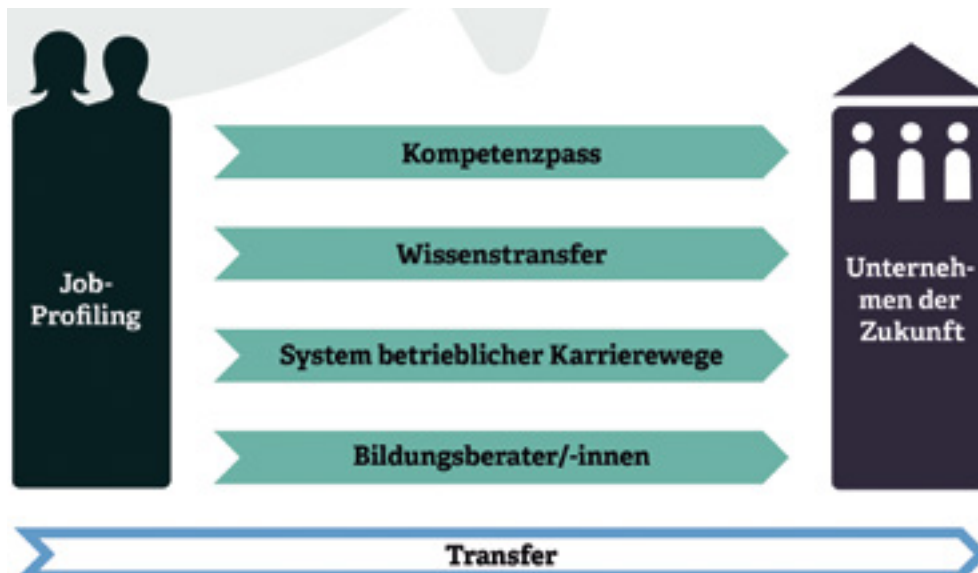 Job-
Profiling
Kompetenzpass
Wissenstransfer
System betrieblicher Karrierewege
Bildungsberater/-innen
Unterneh-
men der
Zukunft
Transfer